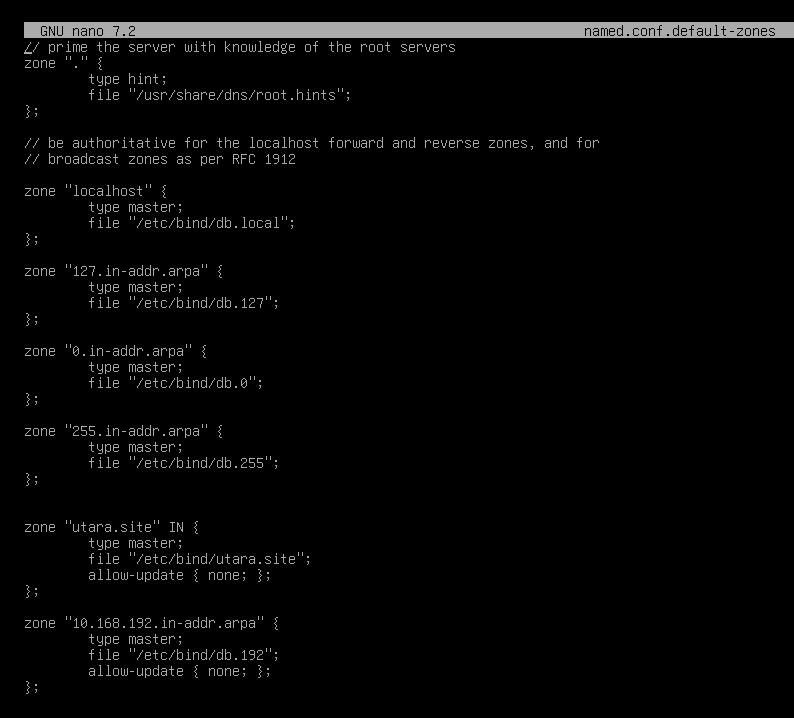 GNU nano 7.2 named.conf.default-zones
// prime the server with knowledge of the root servers
zone "." {
        type hint;
        file "/usr/share/dns/root.hints";
};

// be authoritative for the localhost forward and reverse zones, and for
// broadcast zones as per RFC 1912

zone "localhost" {
        type master;
        file "/etc/bind/db.local";
};

zone "127.in-addr.arpa" {
        type master;
        file "/etc/bind/db.127";
};

zone "0.in-addr.arpa" {
        type master;
        file "/etc/bind/db.0";
};

zone "255.in-addr.arpa" {
        type master;
        file "/etc/bind/db.255";
};


zone "utara.site" IN {
        type master;
        file "/etc/bind/utara.site";
        allow-update { none; };
};

zone "10.168.192.in-addr.arpa" {
        type master;
        file "/etc/bind/db.192";
        allow-update { none; };
};